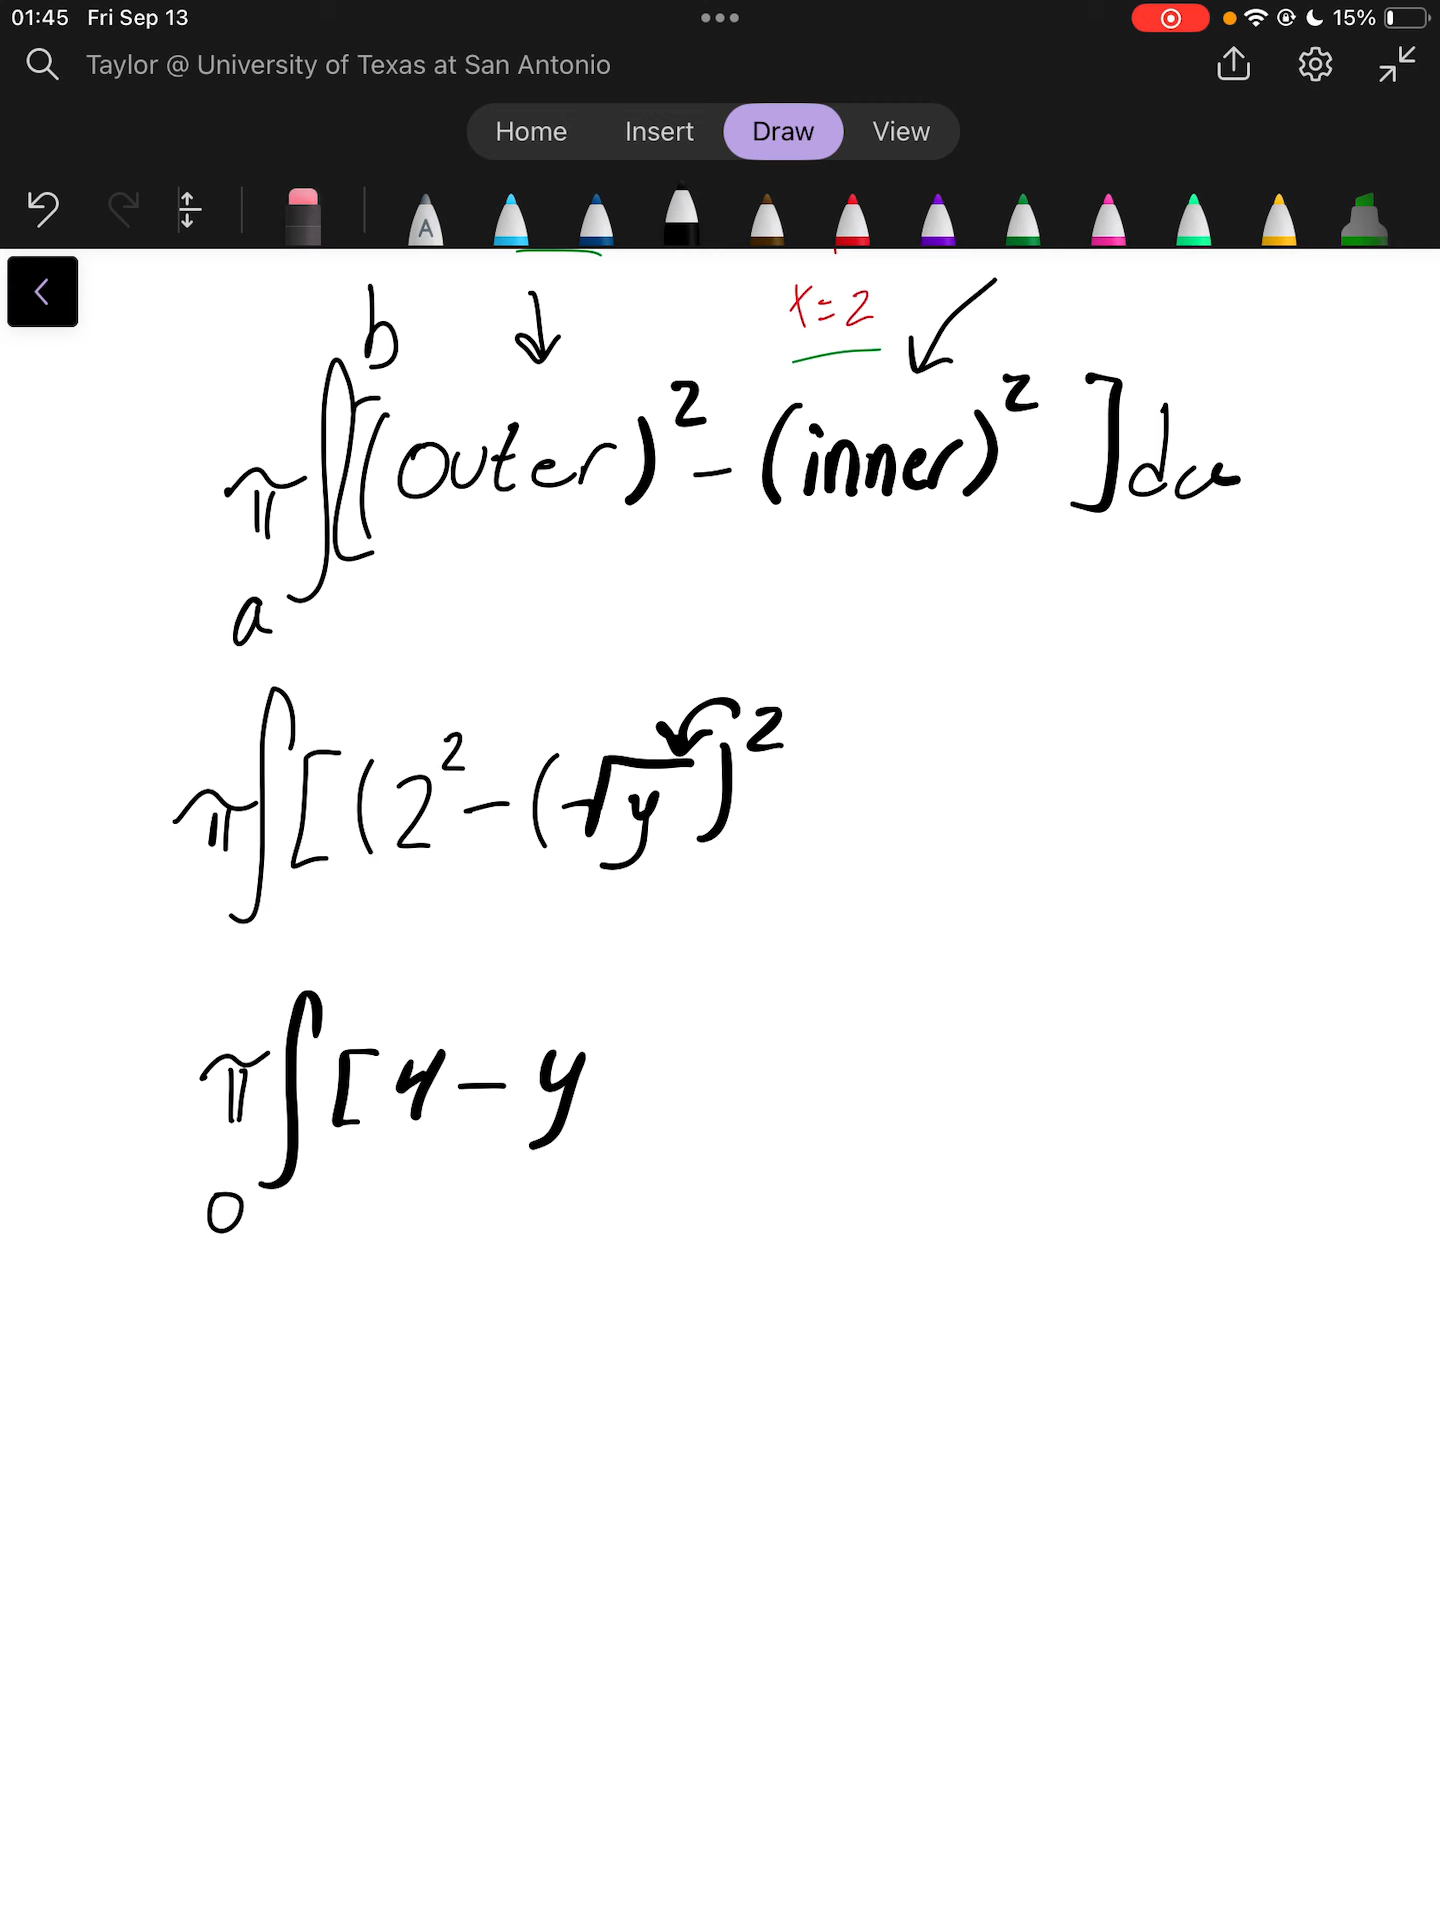 01:45 Fri Sep 13 15%
Taylor @ University of Texas at San Antonio
Home Insert Draw View
A
x=2
b
π∫[(outer)² - (inner)²]dx
a
π∫[(2² - (√y)²
π∫[4 - y
0